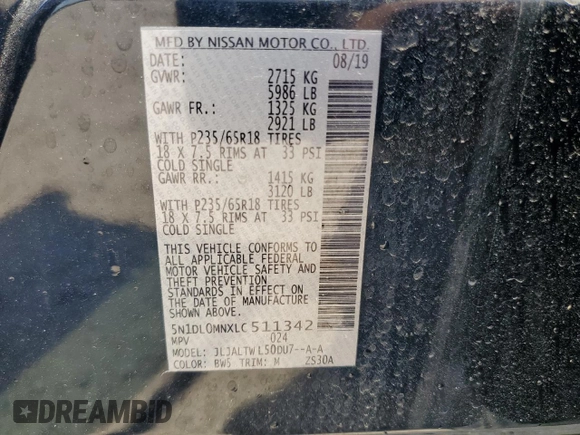 MFD BY NISSAN MOTOR CO., LTD.
DATE: 08/19
GVWR: 2715 KG
5986 LB
GAWR FR.: 1325 KG
2921 LB
WITH P235/65R18 TIRES
18 X 7.5 RIMS AT 33 PSI
COLD SINGLE
GAWR RR.: 1415 KG
3120 LB
WITH P235/65R18 TIRES
18 X 7.5 RIMS AT 33 PSI
COLD SINGLE
THIS VEHICLE CONFORMS TO
ALL APPLICABLE FEDERAL
MOTOR VEHICLE SAFETY AND
THEFT PREVENTION
STANDARDS IN EFFECT ON
THE DATE OF MANUFACTURE
SHOWN ABOVE.
5N1DL0MNXLC511342
MPV 024
MODEL: JLJALTWL50DU7--A-A
COLOR: BW5 TRIM: M ZS30A
DREAMBID